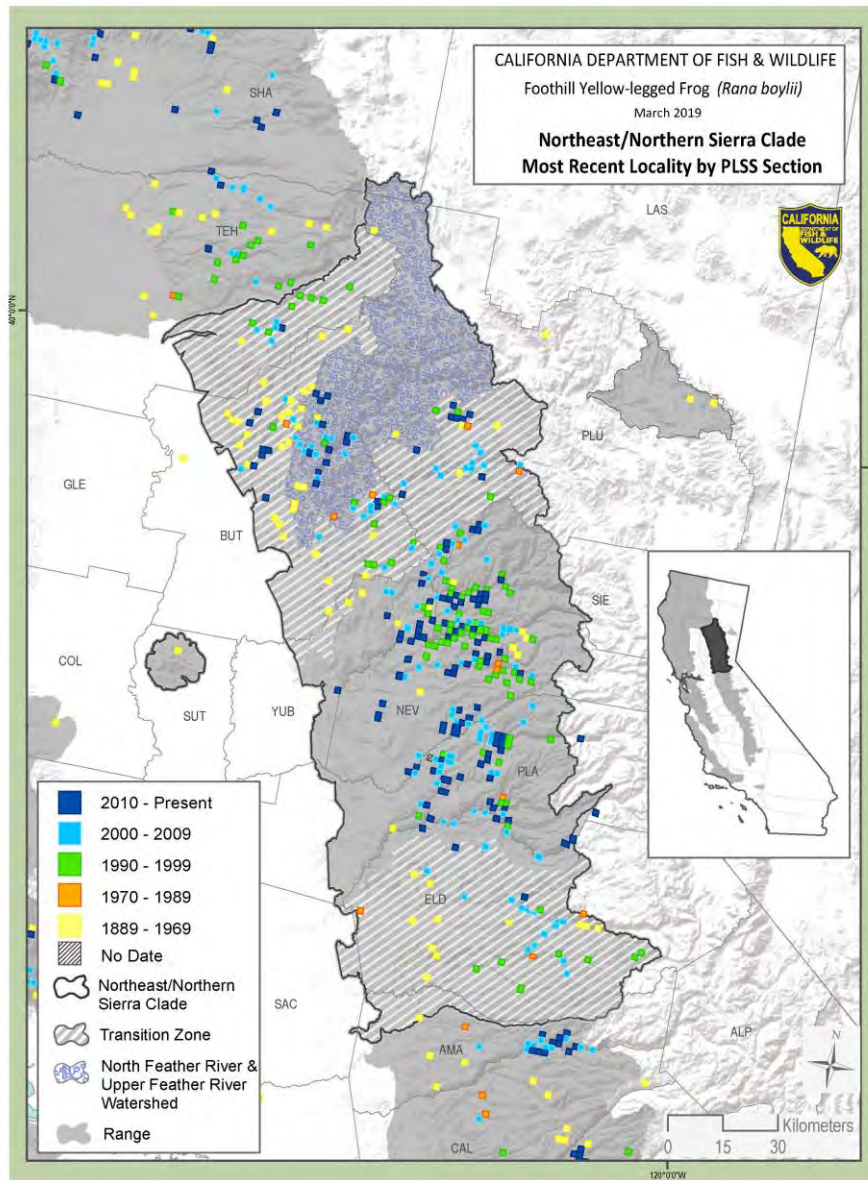 CALIFORNIA DEPARTMENT OF FISH & WILDLIFE
Foothill Yellow-legged Frog (Rana boylii)
March 2019
Northeast/Northern Sierra Clade
Most Recent Locality by PLSS Section
SHA
LAS
CALIFORNIA
DEPARTMENT OF
FISH &
WILDLIFE
TEH
40°0'0"N
PLU
GLE
BUT
SIE
COL
SUT
YUB
NEV
PLA
2010 - Present
2000 - 2009
1990 - 1999
1970 - 1989
1889 - 1969
No Date
Northeast/Northern
Sierra Clade
Transition Zone
North Feather River &
Upper Feather River
Watershed
Range
ELD
SAC
AMA
ALP
CAL
Kilometers
0 15 30
120°0'0"W